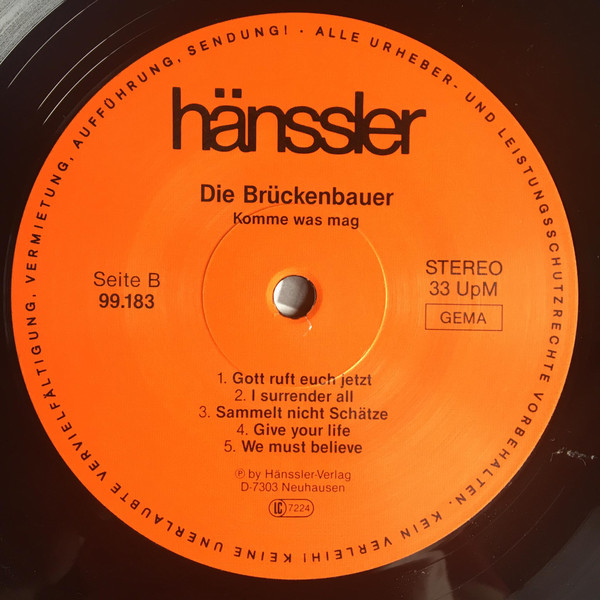 hänssler
Die Brückenbauer
Komme was mag
Seite B
99.183
STEREO
33 UpM
GEMA
1. Gott ruft euch jetzt
2. I surrender all
3. Sammelt nicht Schätze
4. Give your life
5. We must believe
℗ by Hänssler-Verlag
D-7303 Neuhausen
LC 7224
ALLE URHEBER- UND LEISTUNGSSCHUTZRECHTE VORBEHALTEN. KEIN VERLEIH! KEINE UNERLAUBTE VERVIELFÄLTIGUNG, VERMIETUNG, AUFFÜHRUNG, SENDUNG! ·